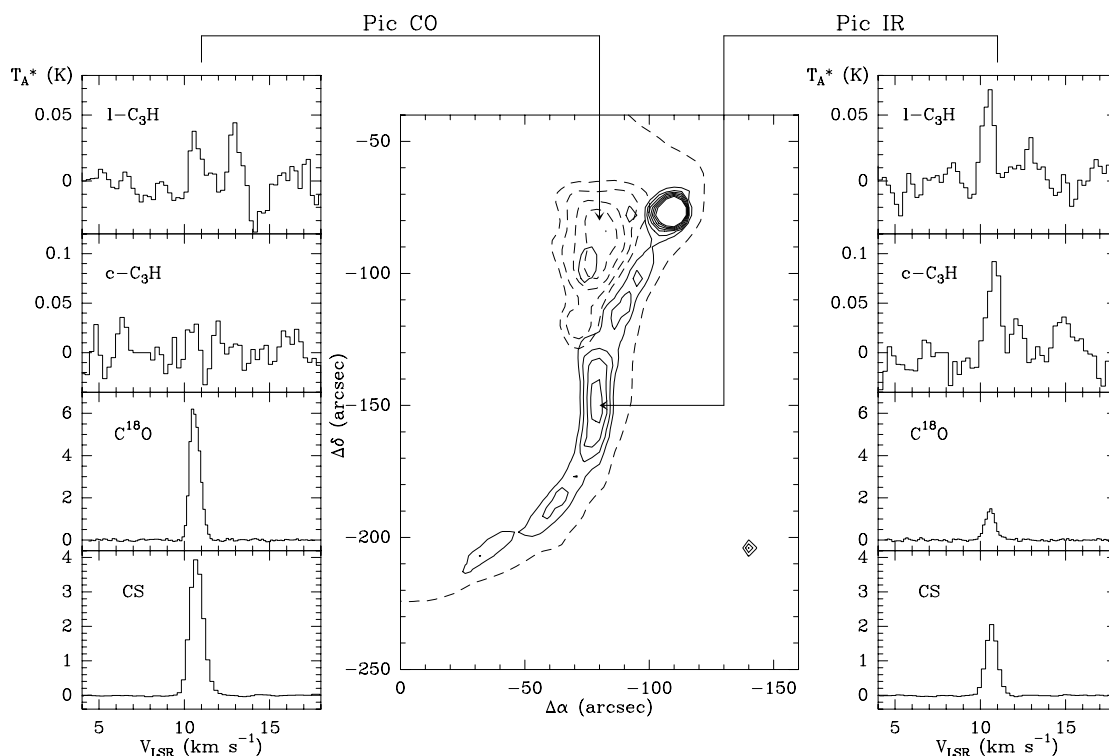 Pic CO
Pic IR
T_A* (K)
l-C₃H
0.05
0
c-C₃H
0.1
0.05
0
C¹⁸O
6
4
2
0
CS
4
3
2
1
0
5 10 15
V_LSR (km s⁻¹)
Δδ (arcsec)
-50
-100
-150
-200
-250
0 -50 -100 -150
Δα (arcsec)
T_A* (K)
l-C₃H
0.05
0
c-C₃H
0.1
0.05
0
C¹⁸O
6
4
2
0
CS
4
3
2
1
0
5 10 15
V_LSR (km s⁻¹)